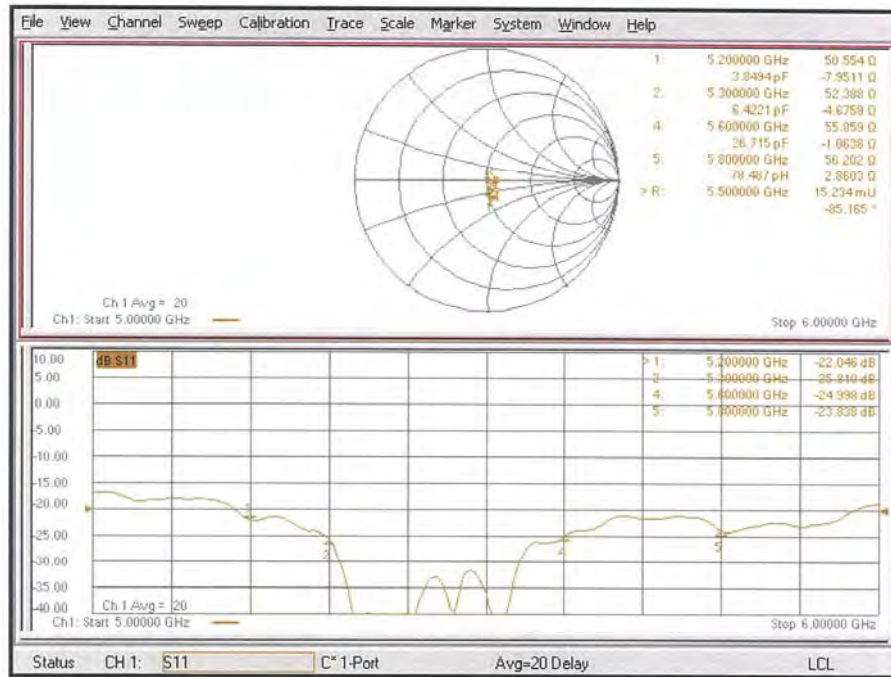 File View Channel Sweep Calibration Trace Scale Marker System Window Help
1: 5.200000 GHz 50.554 Ω
3.8494 pF -7.9511 Ω
2: 5.300000 GHz 52.388 Ω
6.4221 pF -4.6759 Ω
4: 5.600000 GHz 55.859 Ω
26.715 pF -1.0638 Ω
5: 5.800000 GHz 56.202 Ω
78.487 pH 2.8603 Ω
> R: 5.500000 GHz 15.234 mU
-85.165 °
Ch 1 Avg = 20
Ch1: Start 5.00000 GHz
Stop 6.00000 GHz
10.00
5.00
0.00
-5.00
-10.00
-15.00
-20.00
-25.00
-30.00
-35.00
-40.00
dB S11
> 1: 5.200000 GHz -22.046 dB
5.300000 GHz -25.810 dB
4: 5.600000 GHz -24.998 dB
5: 5.800000 GHz -23.838 dB
2
4
5
Ch 1 Avg = 20
Ch1: Start 5.00000 GHz
Stop 6.00000 GHz
Status CH 1: S11 C* 1-Port Avg=20 Delay LCL